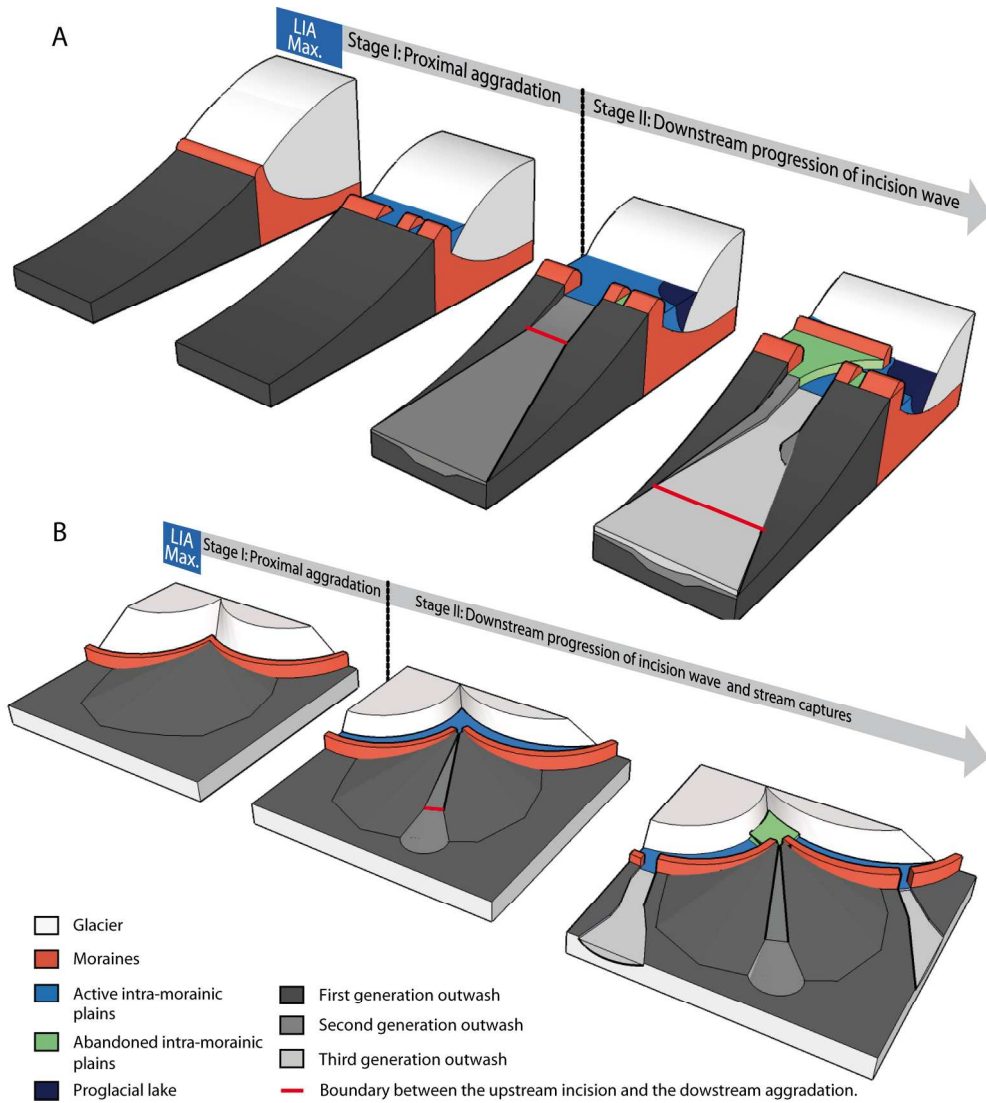 A
LIA
Max.
Stage I: Proximal aggradation
Stage II: Downstream progression of incision wave
B
LIA
Max.
Stage I: Proximal aggradation
Stage II: Downstream progression of incision wave and stream captures
Glacier
Moraines
Active intra-morainic
plains
Abandoned intra-morainic
plains
Proglacial lake
First generation outwash
Second generation outwash
Third generation outwash
Boundary between the upstream incision and the dowstream aggradation.